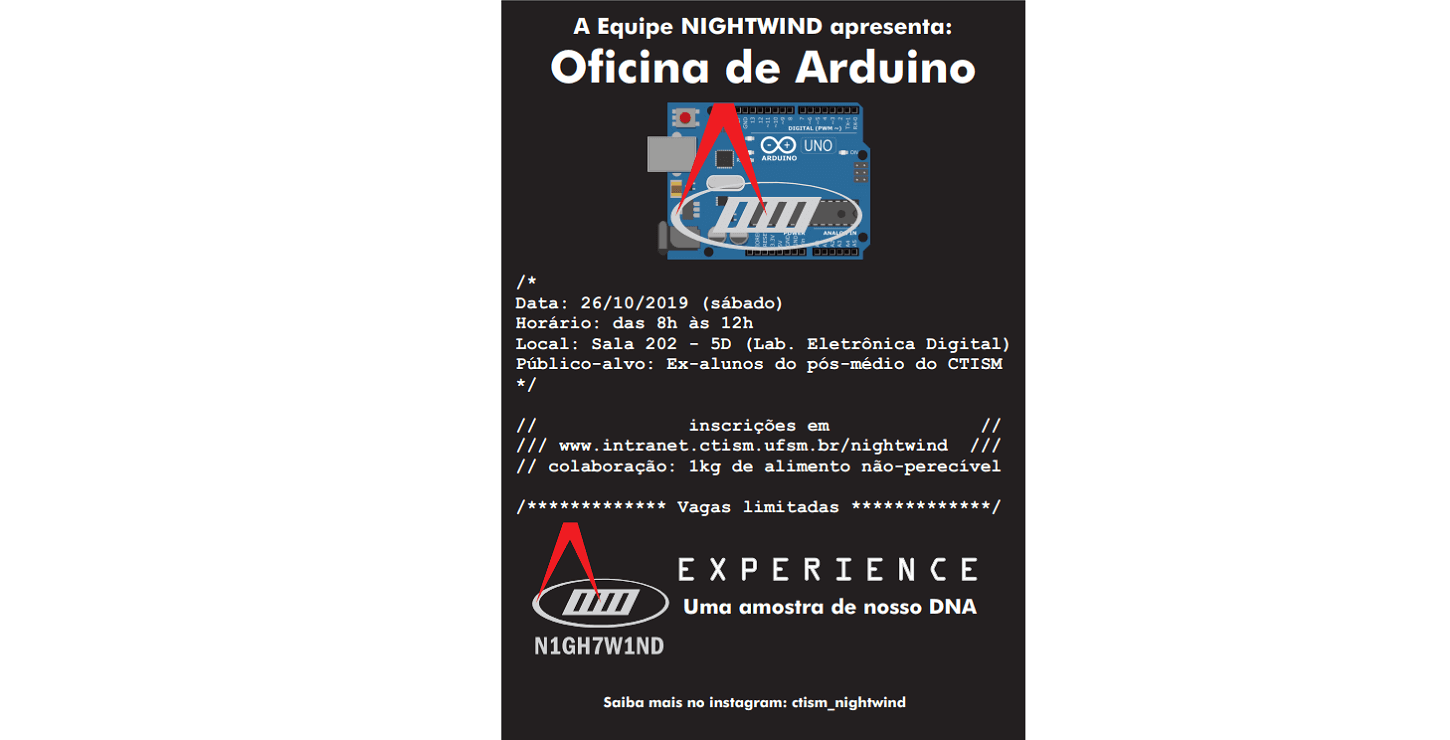 A Equipe NIGHTWIND apresenta:
Oficina de Arduino
DIGITAL (PWM ~)
UNO
ARDUINO
ON
POWER
ANALOG IN
/*
Data: 26/10/2019 (sábado)
Horário: das 8h às 12h
Local: Sala 202 - 5D (Lab. Eletrônica Digital)
Público-alvo: Ex-alunos do pós-médio do CTISM
*/
// inscrições em //
/// www.intranet.ctism.ufsm.br/nightwind ///
// colaboração: 1kg de alimento não-perecível
/************* Vagas limitadas *************/
EXPERIENCE
Uma amostra de nosso DNA
N1GH7W1ND
Saiba mais no instagram: ctism_nightwind